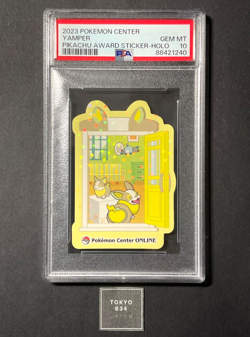 2023 POKEMON CENTER
YAMPER GEM MT
PIKACHU AWARD STICKER-HOLO 10
PSA 88421240
Pokémon Center ONLINE
TOKYO
834